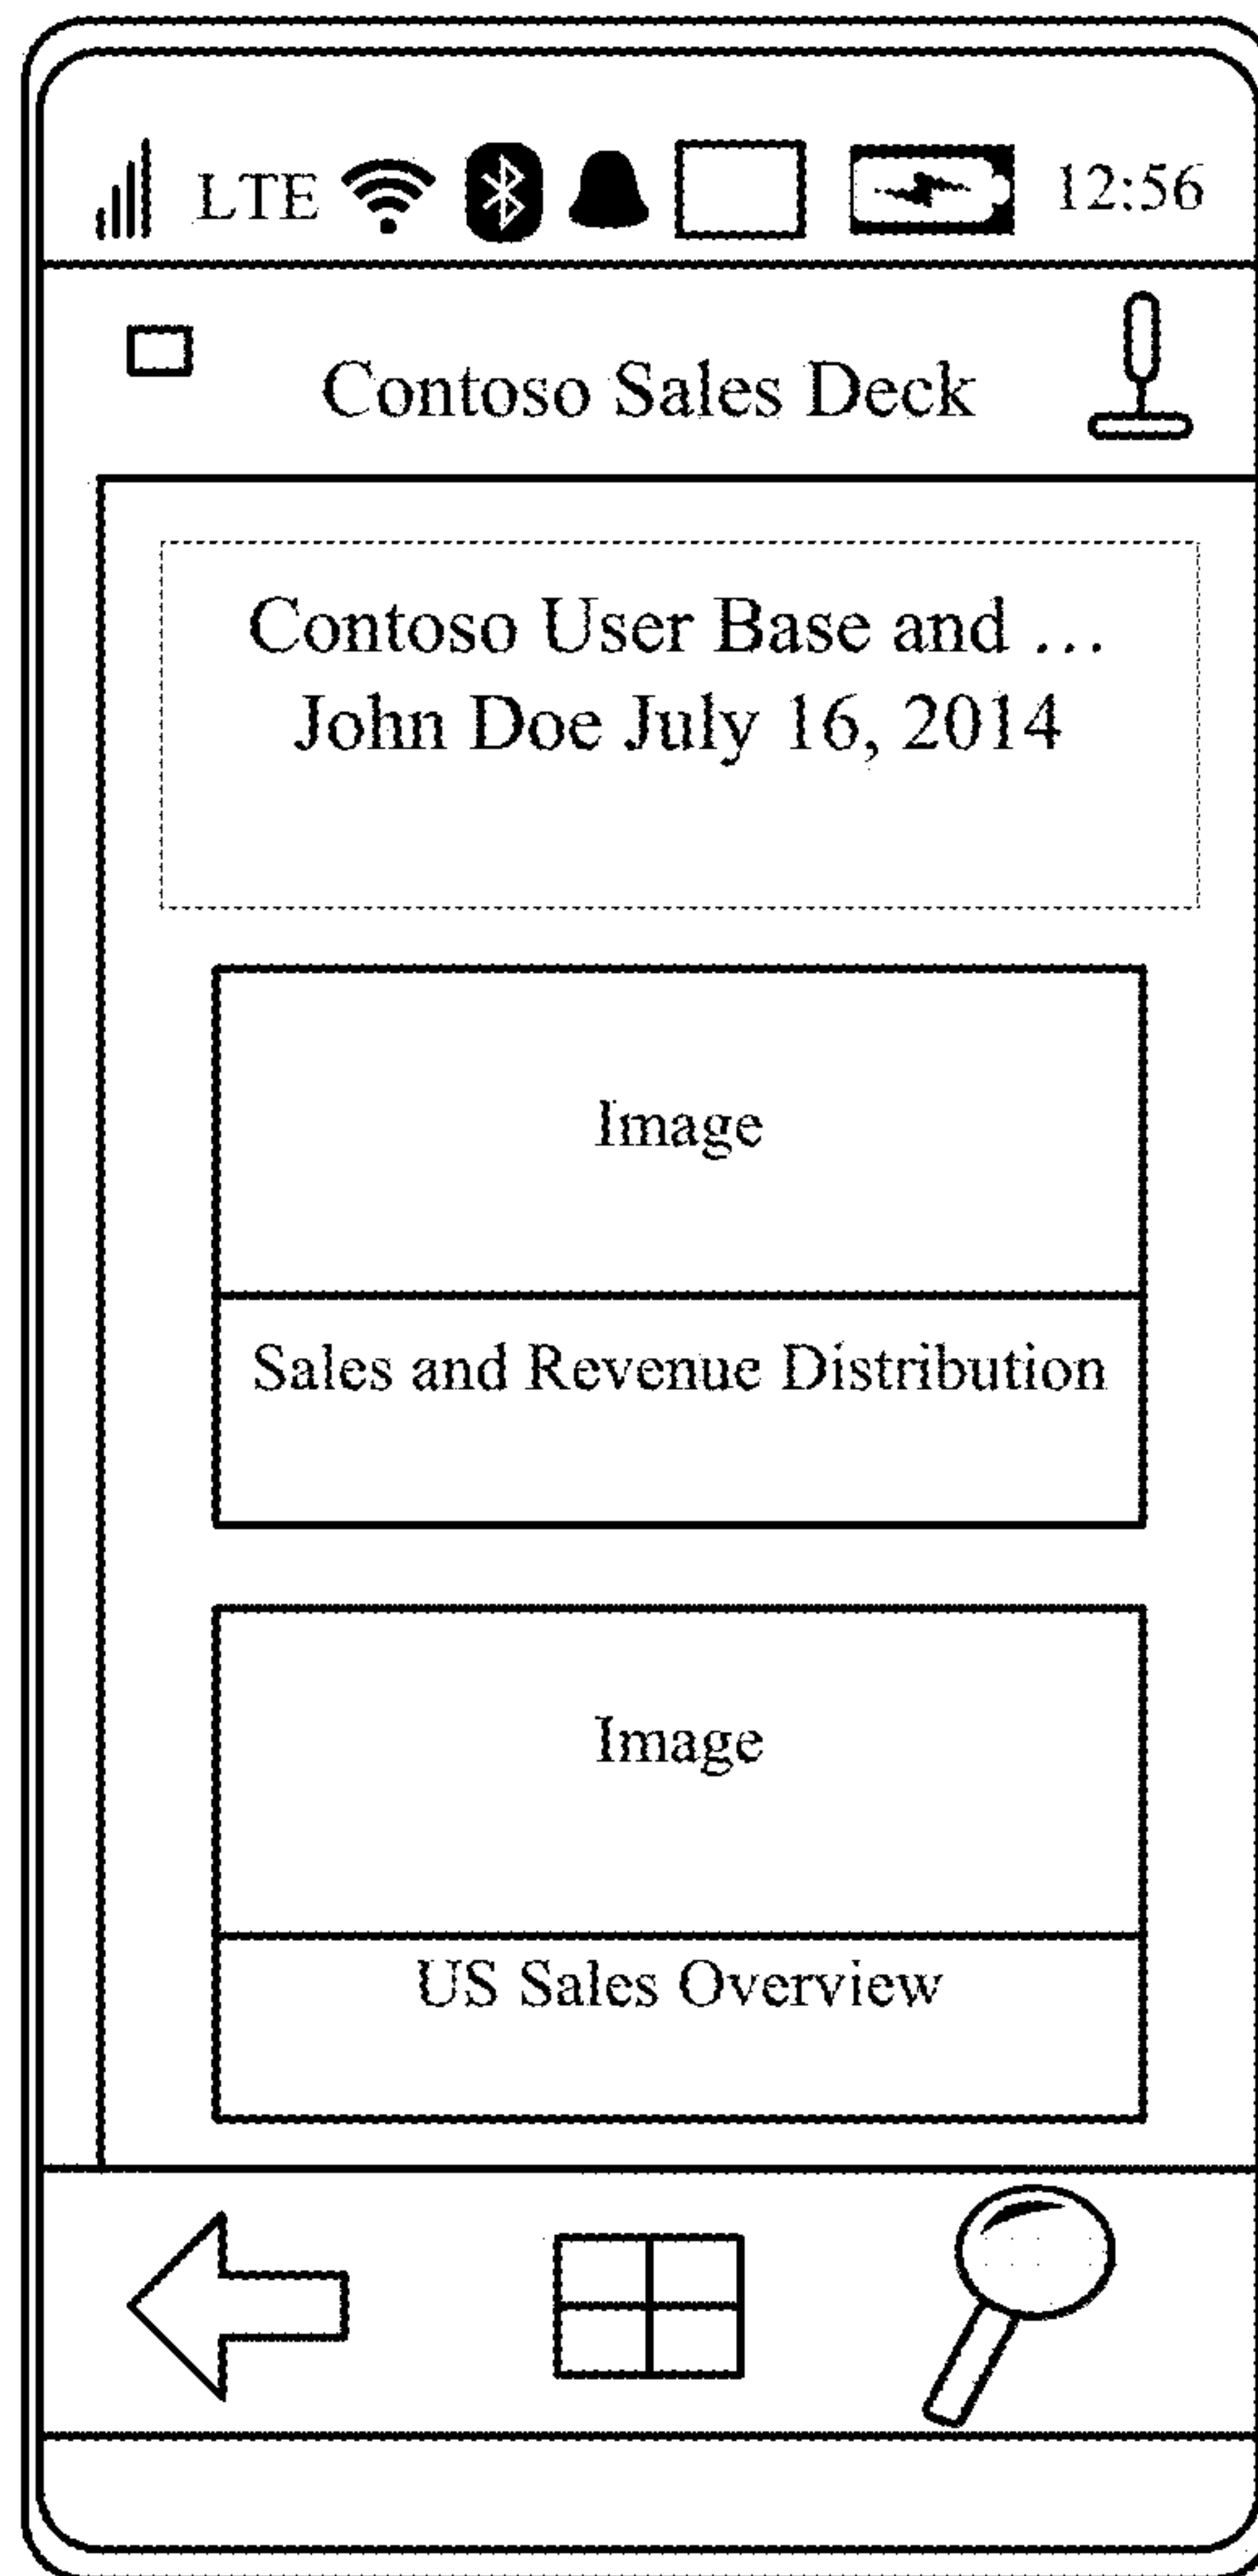 LTE 12:56
Contoso Sales Deck
Contoso User Base and ...
John Doe July 16, 2014
Image
Sales and Revenue Distribution
Image
US Sales Overview